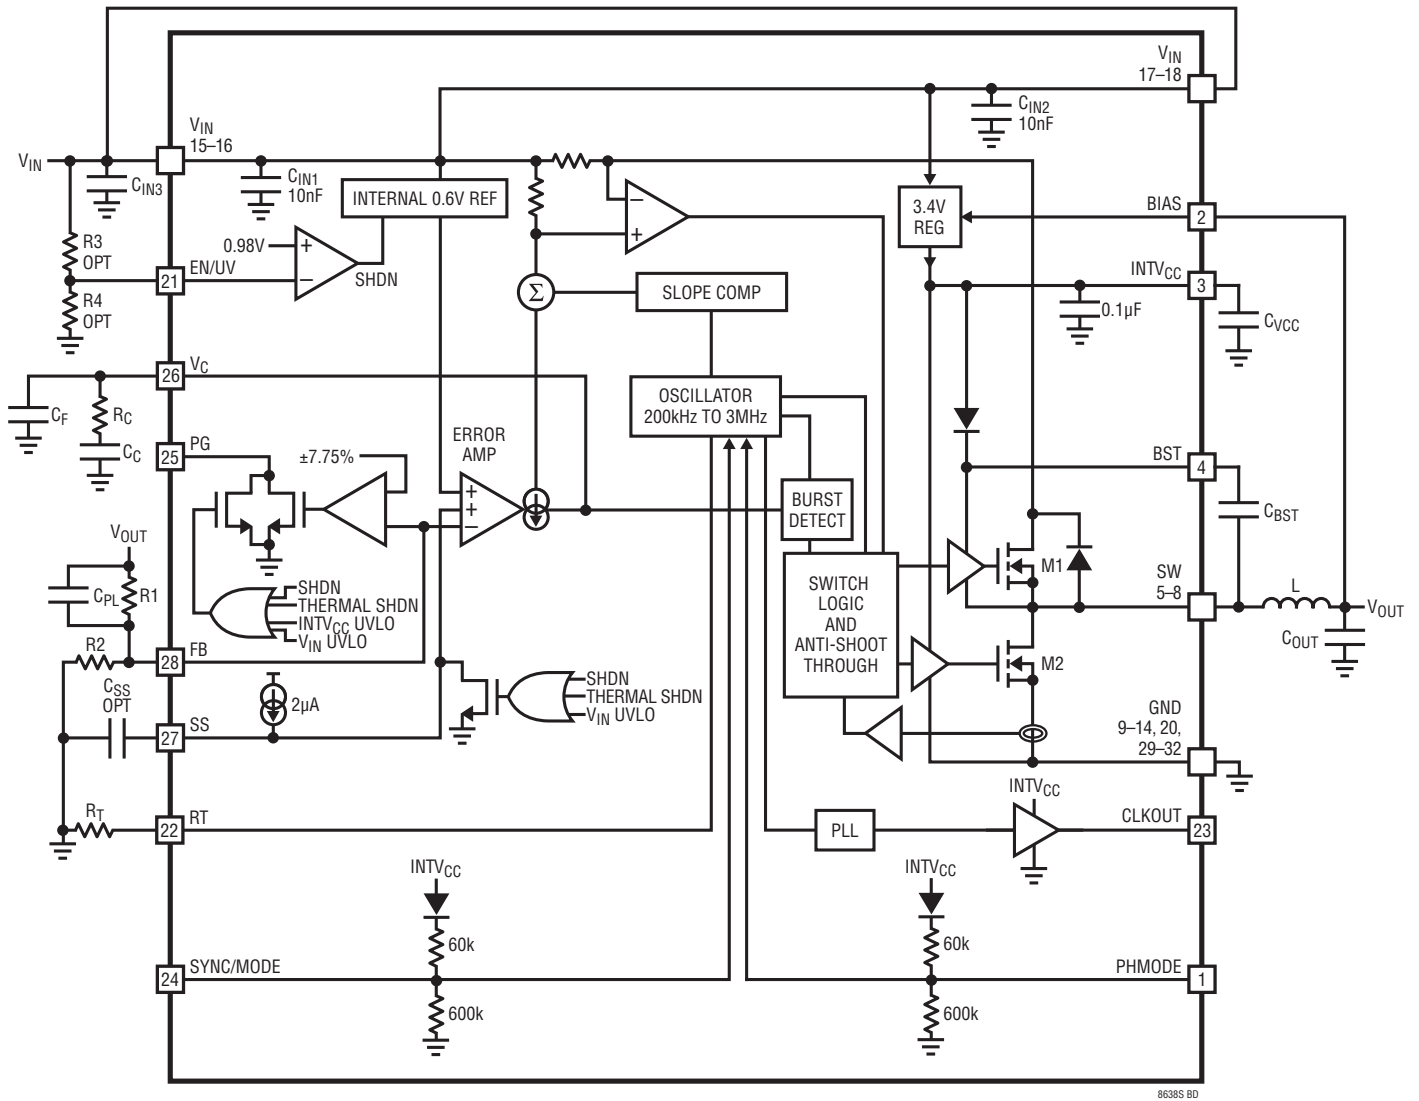 VIN
17–18
VIN
15–16
VIN
CIN3
CIN1
10nF
INTERNAL 0.6V REF
CIN2
10nF
3.4V
REG
BIAS
2
R3
OPT
0.98V
+
–
SHDN
EN/UV
21
R4
OPT
–
+
Σ
SLOPE COMP
INTVCC
3
0.1µF
CVCC
VC
26
CF
RC
CC
OSCILLATOR
200kHz TO 3MHz
PG
25
±7.75%
ERROR
AMP
+
+
–
BURST
DETECT
BST
4
CBST
VOUT
CPL
R1
SHDN
THERMAL SHDN
INTVCC UVLO
VIN UVLO
SWITCH
LOGIC
AND
ANTI-SHOOT
THROUGH
M1
SW
5–8
L
VOUT
COUT
R2
FB
28
M2
CSS
OPT
2µA
SHDN
THERMAL SHDN
VIN UVLO
SS
27
GND
9–14, 20,
29–32
RT
RT
22
PLL
INTVCC
CLKOUT
23
INTVCC
60k
SYNC/MODE
24
600k
INTVCC
60k
PHMODE
1
600k
8638S BD